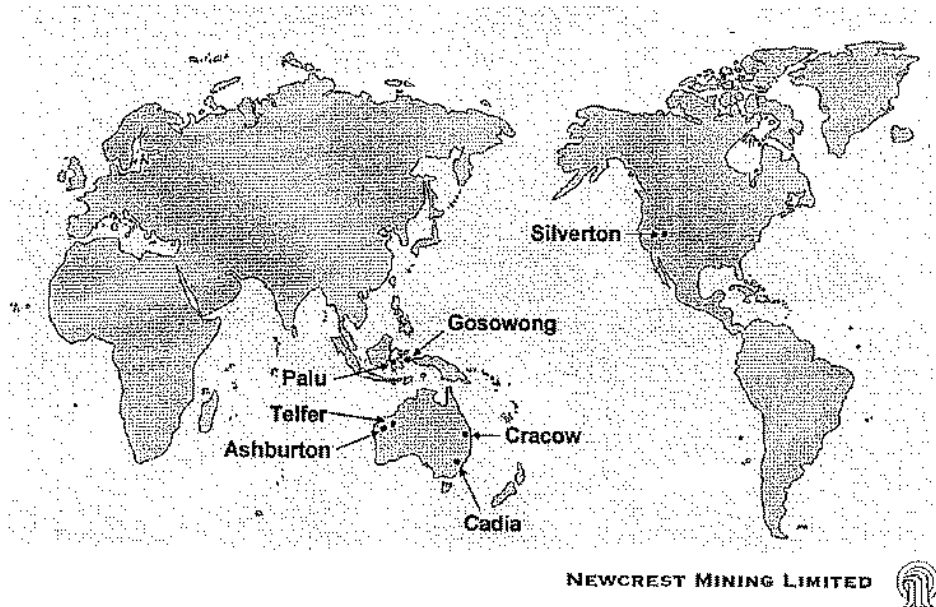 Silverton
Gosowong
Palu
Telfer
Ashburton
Cracow
Cadia
NEWCREST MINING LIMITED